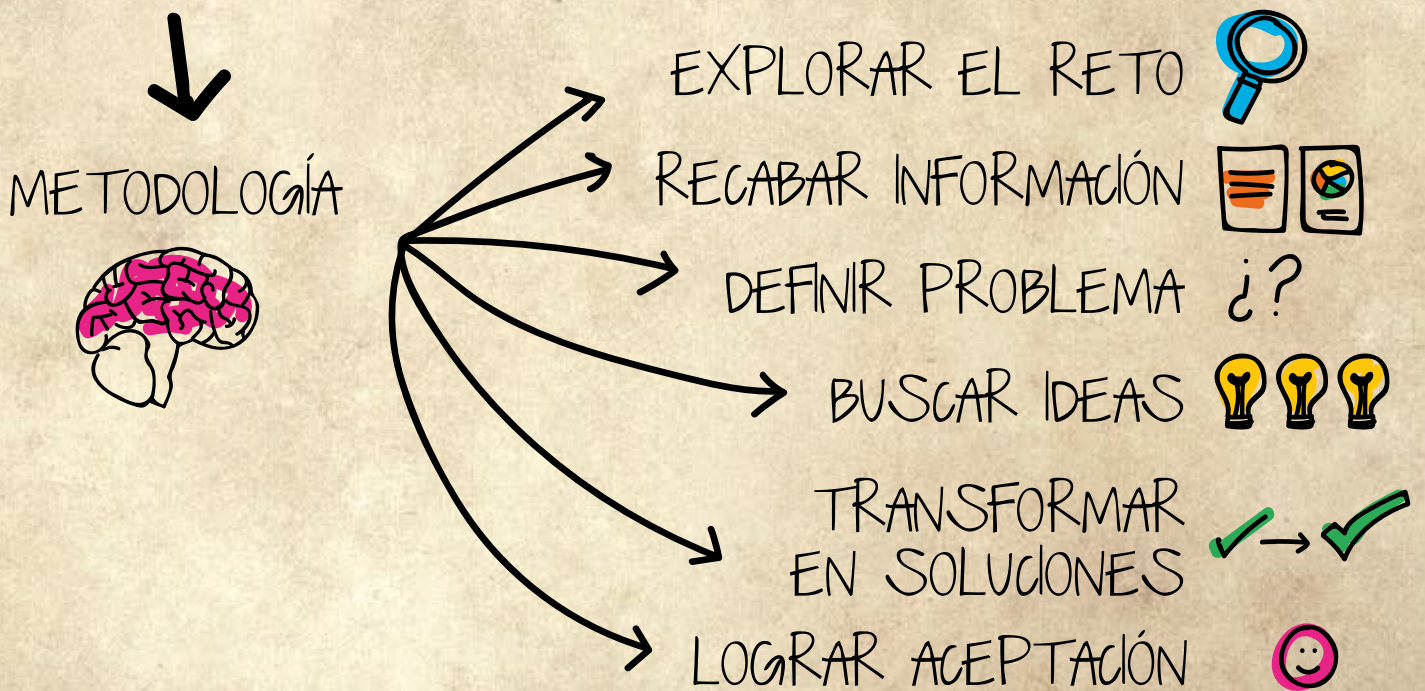 METODOLOGÍA
EXPLORAR EL RETO
RECABAR INFORMACIÓN
DEFINIR PROBLEMA
¿?
BUSCAR IDEAS
TRANSFORMAR
EN SOLUCIONES
LOGRAR ACEPTACIÓN